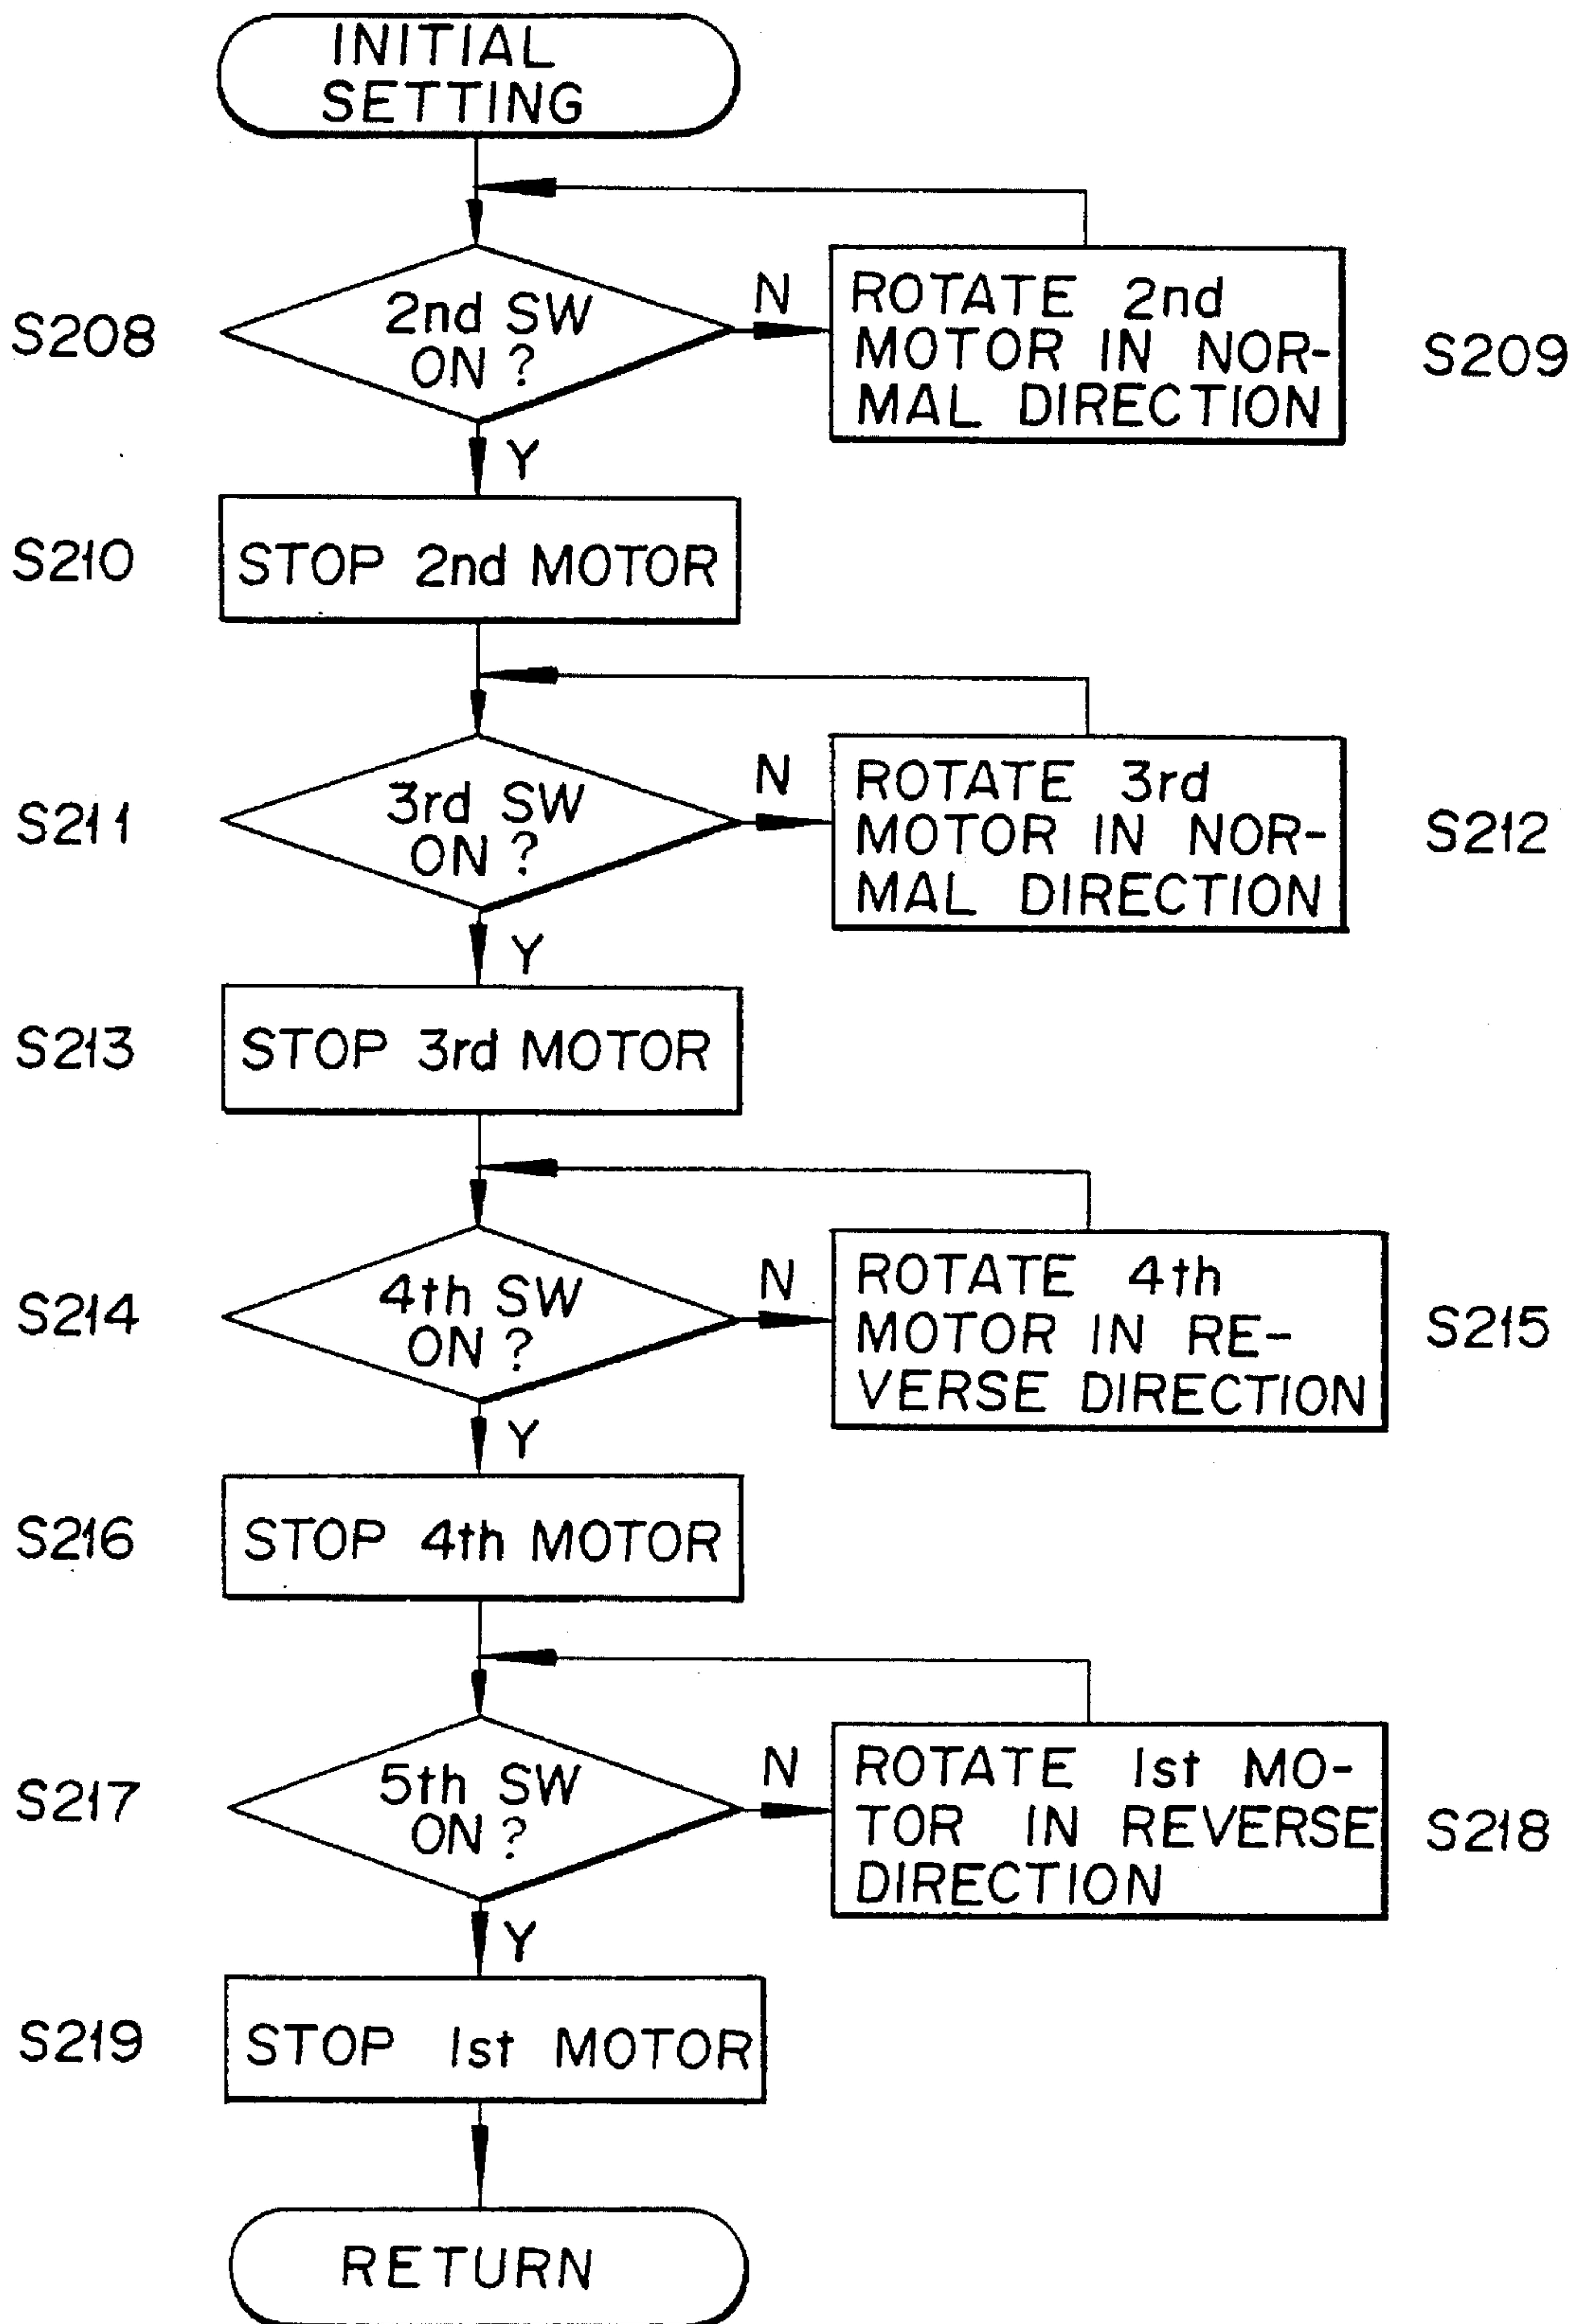 INITIAL
SETTING
S208
2nd SW
ON ?
N
ROTATE 2nd
MOTOR IN NOR-
MAL DIRECTION
S209
Y
S210
STOP 2nd MOTOR
S211
3rd SW
ON ?
N
ROTATE 3rd
MOTOR IN NOR-
MAL DIRECTION
S212
Y
S213
STOP 3rd MOTOR
S214
4th SW
ON ?
N
ROTATE 4th
MOTOR IN RE-
VERSE DIRECTION
S215
Y
S216
STOP 4th MOTOR
S217
5th SW
ON ?
N
ROTATE 1st MO-
TOR IN REVERSE
DIRECTION
S218
Y
S219
STOP 1st MOTOR
RETURN